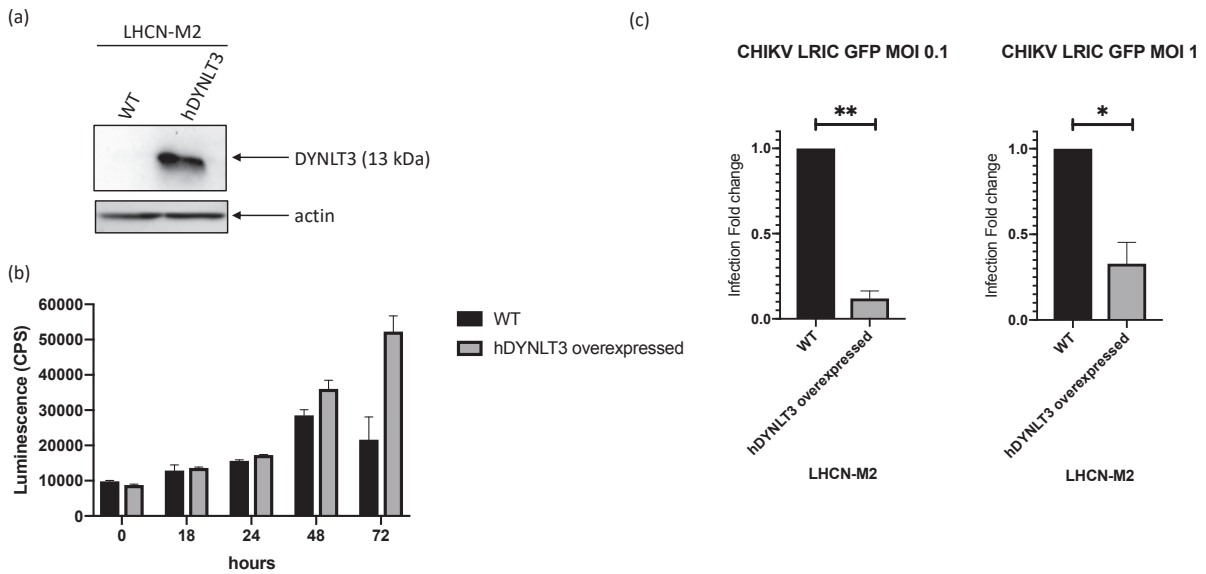 (a)
LHCN-M2
WT
hDYNLT3
DYNLT3 (13 kDa)
actin
(b)
60000
50000
40000
30000
20000
10000
0
Luminescence (CPS)
0 18 24 48 72
hours
WT
hDYNLT3 overexpressed
(c)
CHIKV LRIC GFP MOI 0.1
**
1.0
0.5
0.0
Infection Fold change
WT
hDYNLT3 overexpressed
LHCN-M2
CHIKV LRIC GFP MOI 1
*
1.0
0.5
0.0
Infection Fold change
WT
hDYNLT3 overexpressed
LHCN-M2